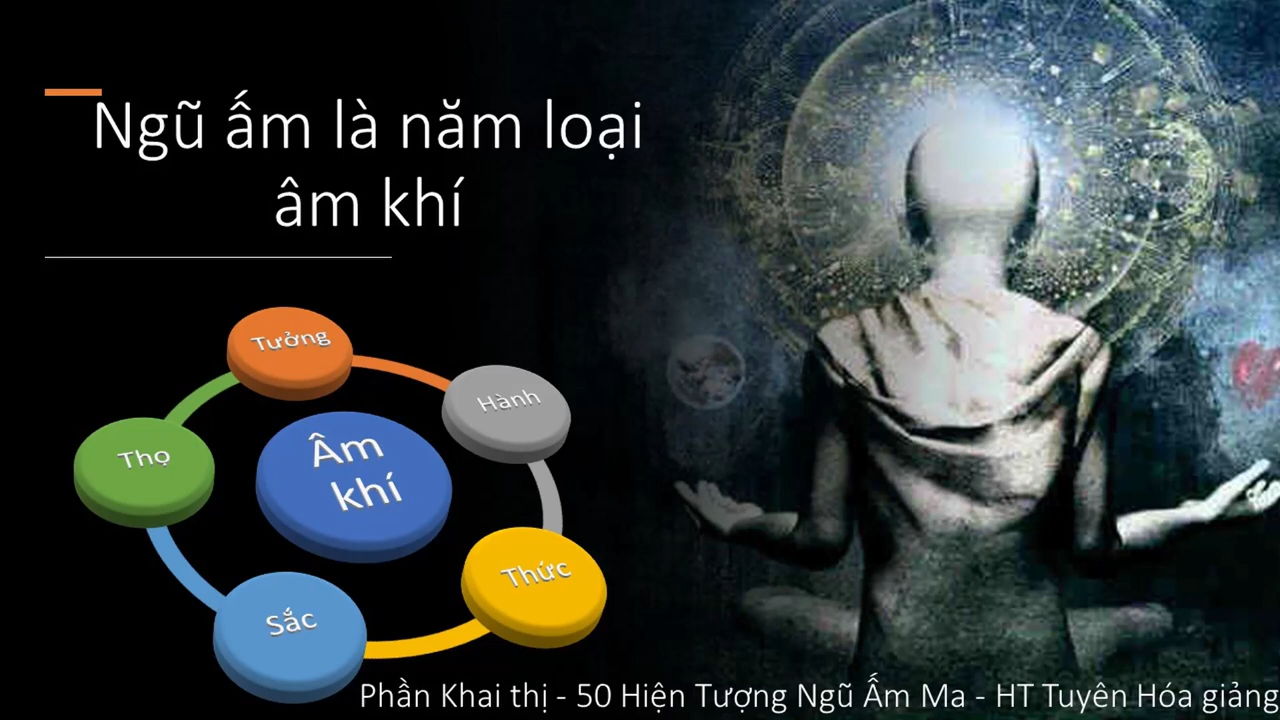 Ngũ ấm là năm loại
âm khí
Tưởng
Hành
Thọ
Âm
khí
Thức
Sắc
Phần Khai thị - 50 Hiện Tượng Ngũ Ấm Ma - HT Tuyên Hóa giảng